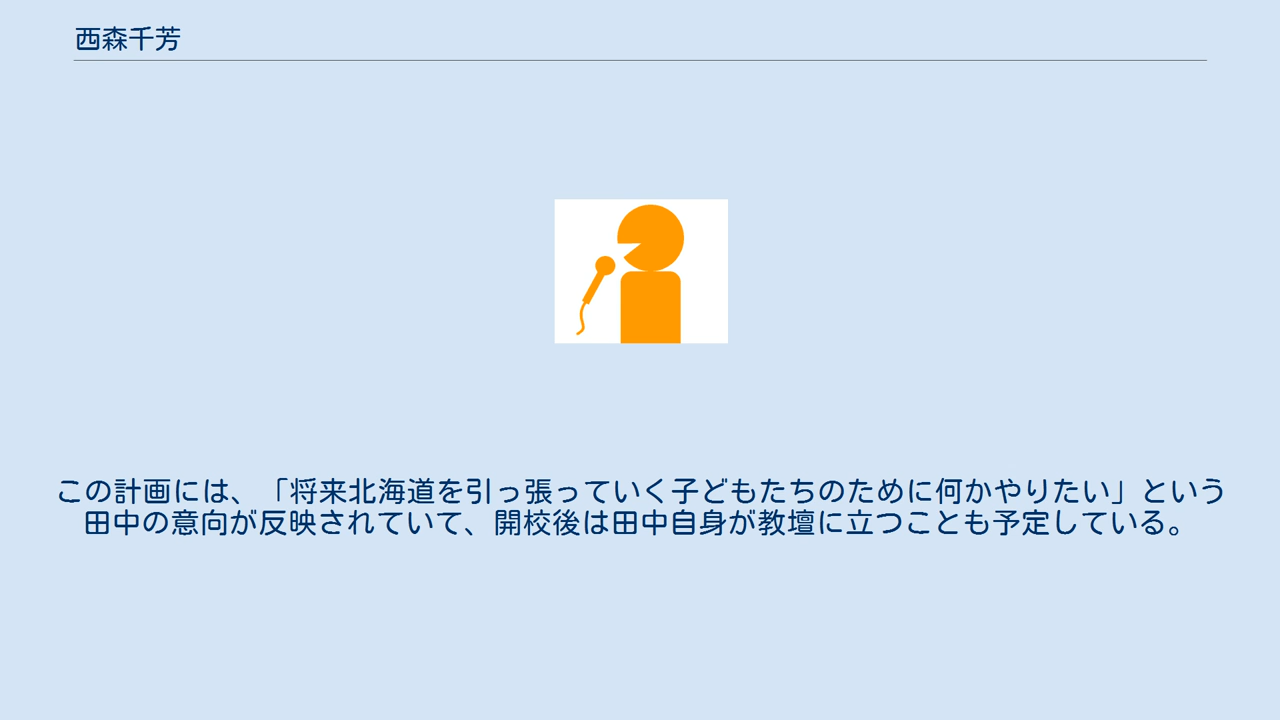 西森千芳
この計画には、「将来北海道を引っ張っていく子どもたちのために何かやりたい」という
田中の意向が反映されていて、開校後は田中自身が教壇に立つことも予定している。